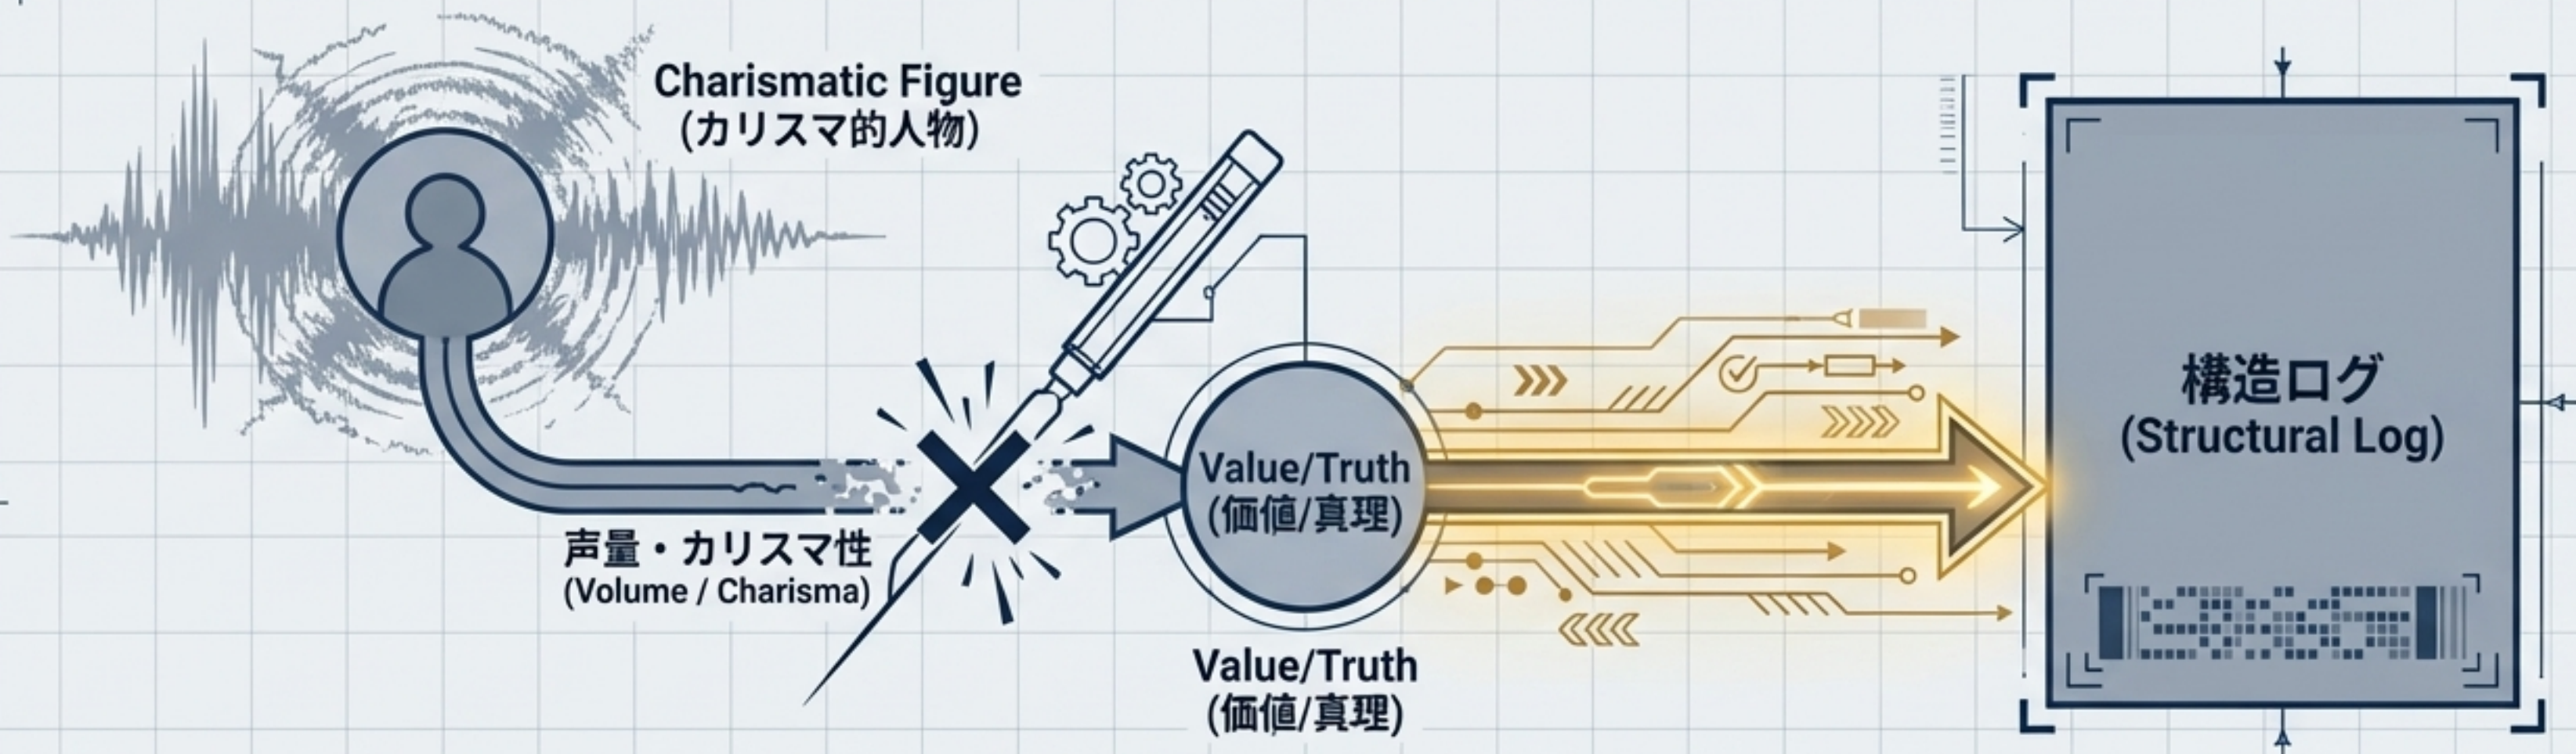 Charismatic Figure
(カリスマ的人物)
声量・カリスマ性
(Volume / Charisma)
Value/Truth
(価値/真理)
Value/Truth
(価値/真理)
構造ログ
(Structural Log)